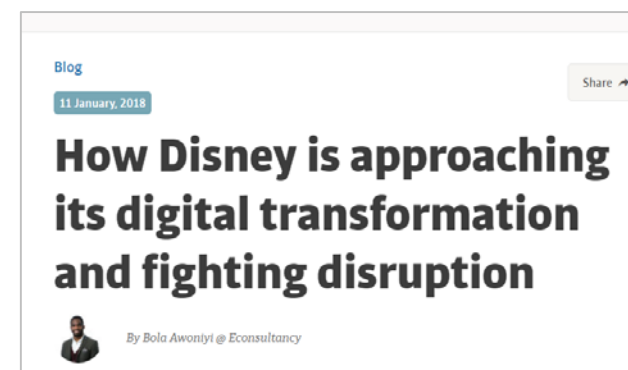 Blog
Share
11 January, 2018
How Disney is approaching
its digital transformation
and fighting disruption
By Bola Awoniyi @ Econsultancy